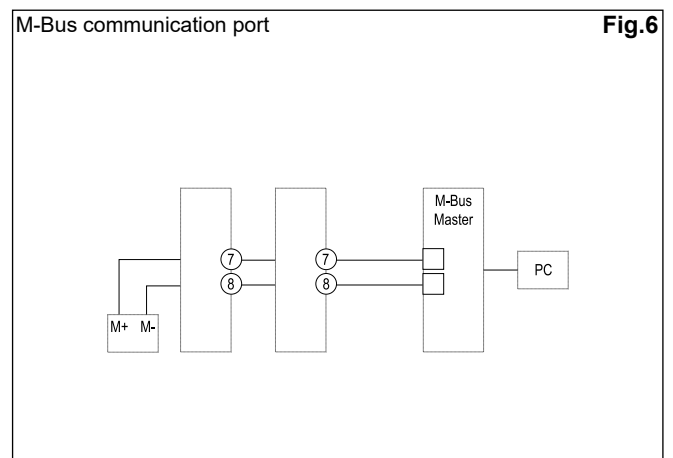 M-Bus communication port
Fig.6
M-Bus
Master
7
7
PC
8
8
M+ M-